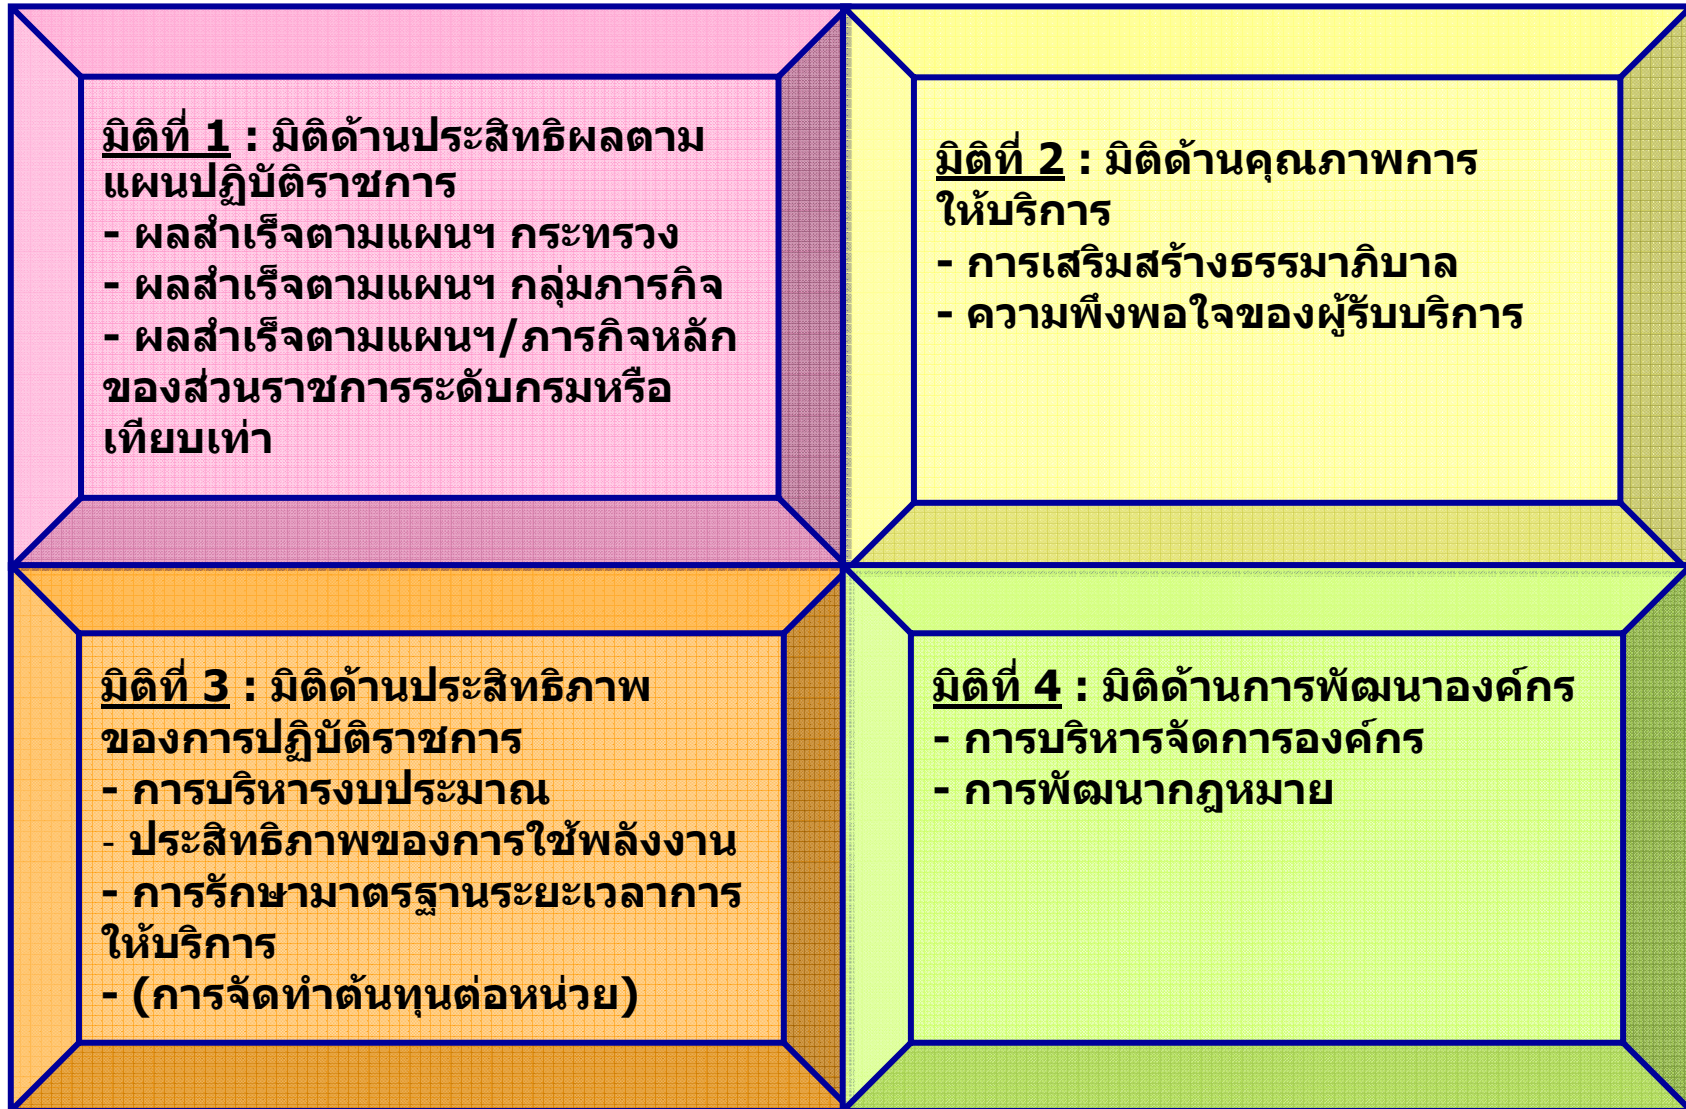 มิติที่ 1 : มิติด้านประสิทธิผลตาม
แผนปฏิบัติราชการ
- ผลสำเร็จตามแผนฯ กระทรวง
- ผลสำเร็จตามแผนฯ กลุ่มภารกิจ
- ผลสำเร็จตามแผนฯ/ภารกิจหลัก
ของส่วนราชการระดับกรมหรือ
เทียบเท่า
มิติที่ 2 : มิติด้านคุณภาพการ
ให้บริการ
- การเสริมสร้างธรรมาภิบาล
- ความพึงพอใจของผู้รับบริการ
มิติที่ 3 : มิติด้านประสิทธิภาพ
ของการปฏิบัติราชการ
- การบริหารงบประมาณ
- ประสิทธิภาพของการใช้พลังงาน
- การรักษามาตรฐานระยะเวลาการ
ให้บริการ
- (การจัดทำต้นทุนต่อหน่วย)
มิติที่ 4 : มิติด้านการพัฒนาองค์กร
- การบริหารจัดการองค์กร
- การพัฒนากฎหมาย